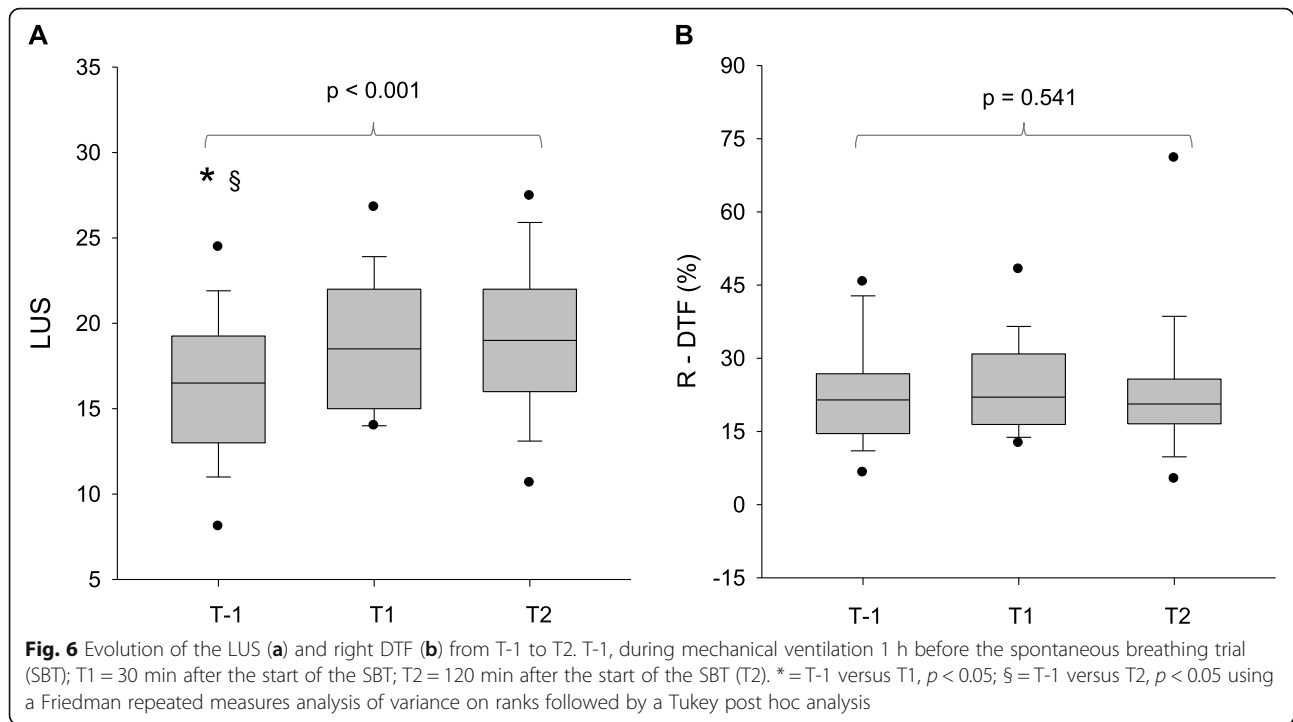 A
35
30
25
20
15
10
5
LUS
p < 0.001
* §
T-1 T1 T2
B
90
75
60
45
30
15
0
-15
R - DTF (%)
p = 0.541
T-1 T1 T2
Fig. 6 Evolution of the LUS (a) and right DTF (b) from T-1 to T2. T-1, during mechanical ventilation 1 h before the spontaneous breathing trial
(SBT); T1 = 30 min after the start of the SBT; T2 = 120 min after the start of the SBT (T2). * = T-1 versus T1, p < 0.05; § = T-1 versus T2, p < 0.05 using
a Friedman repeated measures analysis of variance on ranks followed by a Tukey post hoc analysis